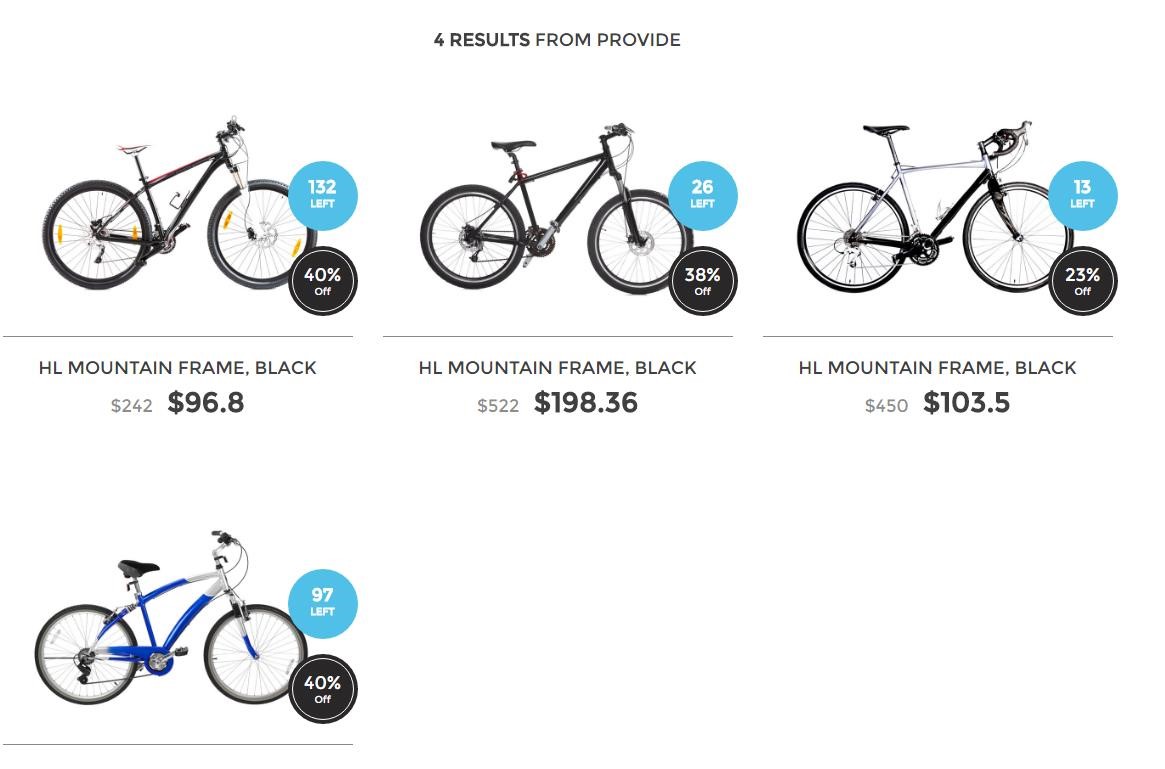 4 RESULTS FROM PROVIDE
132
LEFT
40%
Off
26
LEFT
38%
Off
13
LEFT
23%
Off
HL MOUNTAIN FRAME, BLACK
$242 $96.8
HL MOUNTAIN FRAME, BLACK
$522 $198.36
HL MOUNTAIN FRAME, BLACK
$450 $103.5
97
LEFT
40%
Off